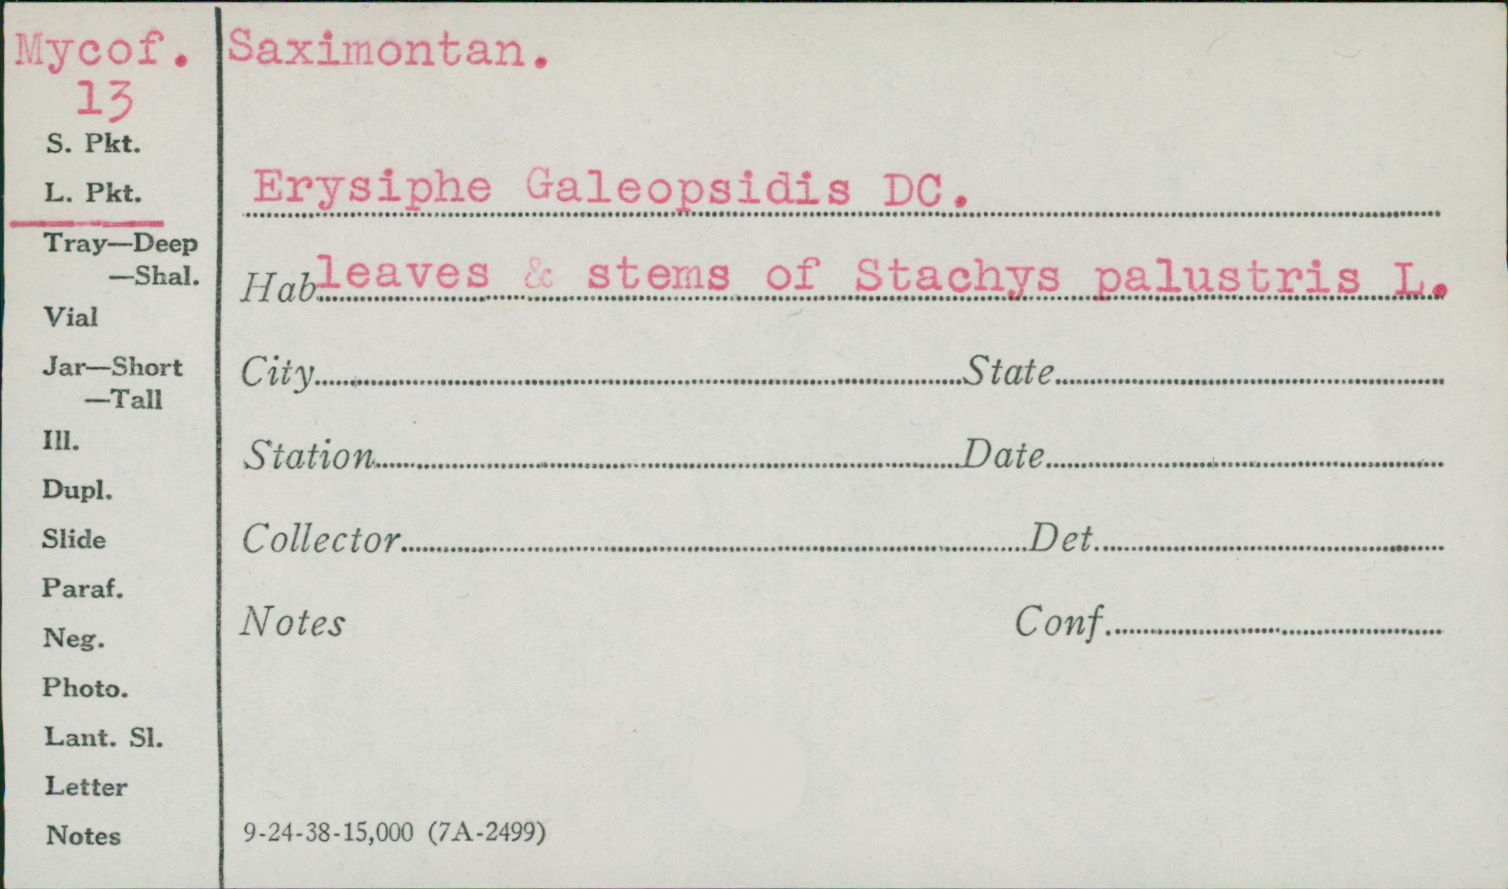 Mycof. Saximontan.
13
S. Pkt.
L. Pkt.
Erysiphe Galeopsidis DC.
Tray—Deep
—Shal.
Hab leaves & stems of Stachys palustris L.
Vial
Jar—Short
—Tall
City State
Ill.
Station Date
Dupl.
Slide
Collector Det.
Paraf.
Neg.
Notes Conf.
Photo.
Lant. Sl.
Letter
Notes
9-24-38-15,000 (7A-2499)